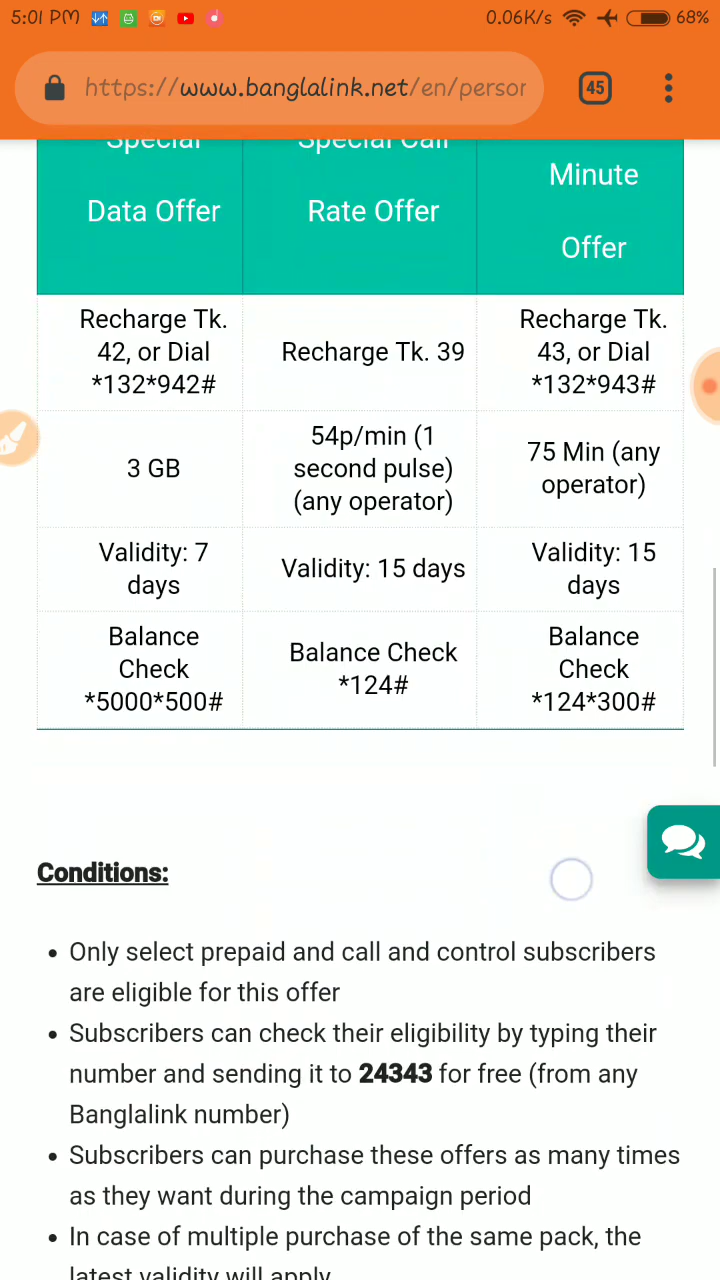 5:01 PM 0.06K/s 68%
https://www.banglalink.net/en/person
45
Special
Data Offer
Special Call
Rate Offer
Minute
Offer
Recharge Tk.
42, or Dial
*132*942#
Recharge Tk. 39
Recharge Tk.
43, or Dial
*132*943#
3 GB
54p/min (1
second pulse)
(any operator)
75 Min (any
operator)
Validity: 7
days
Validity: 15 days
Validity: 15
days
Balance
Check
*5000*500#
Balance Check
*124#
Balance
Check
*124*300#
Conditions:
• Only select prepaid and call and control subscribers
are eligible for this offer
• Subscribers can check their eligibility by typing their
number and sending it to 24343 for free (from any
Banglalink number)
• Subscribers can purchase these offers as many times
as they want during the campaign period
• In case of multiple purchase of the same pack, the
latest validity will apply